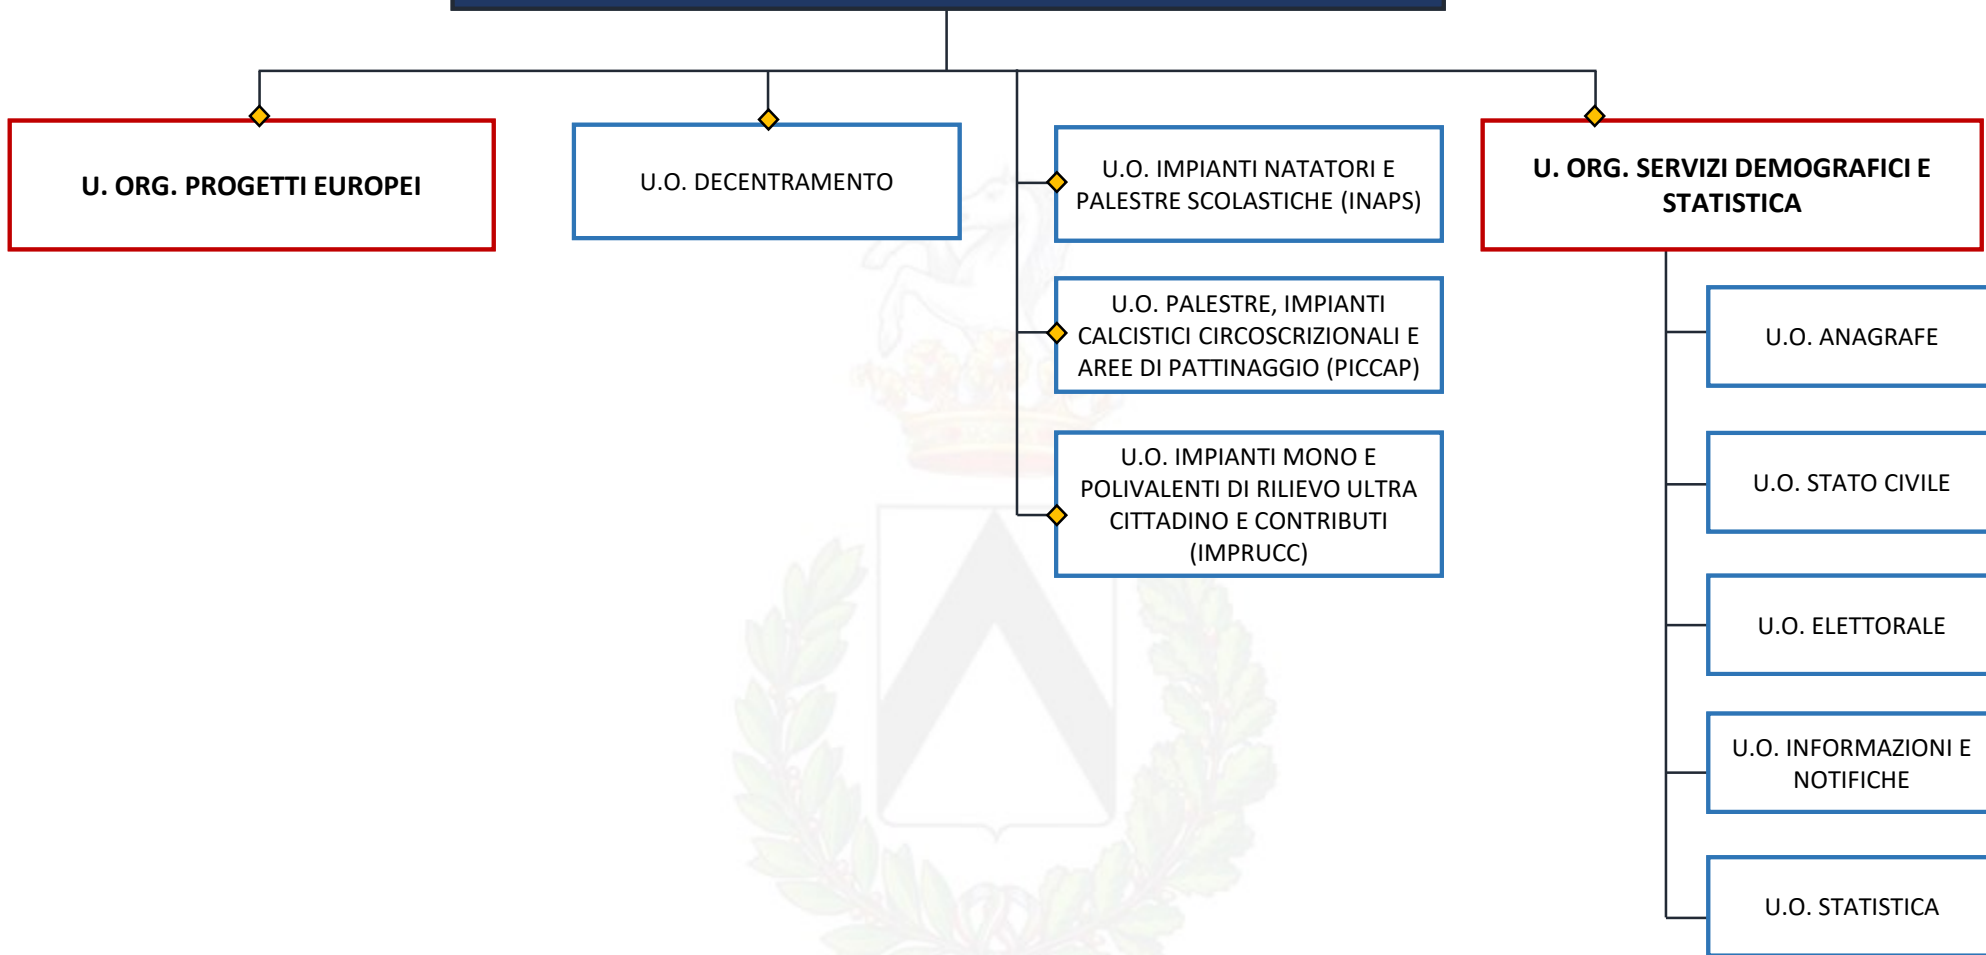 U. ORG. PROGETTI EUROPEI
U.O. DECENTRAMENTO
U.O. IMPIANTI NATATORI E
PALESTRE SCOLASTICHE (INAPS)
U.O. PALESTRE, IMPIANTI
CALCISTICI CIRCOSCRIZIONALI E
AREE DI PATTINAGGIO (PICCAP)
U.O. IMPIANTI MONO E
POLIVALENTI DI RILIEVO ULTRA
CITTADINO E CONTRIBUTI
(IMPRUCC)
U. ORG. SERVIZI DEMOGRAFICI E
STATISTICA
U.O. ANAGRAFE
U.O. STATO CIVILE
U.O. ELETTORALE
U.O. INFORMAZIONI E
NOTIFICHE
U.O. STATISTICA